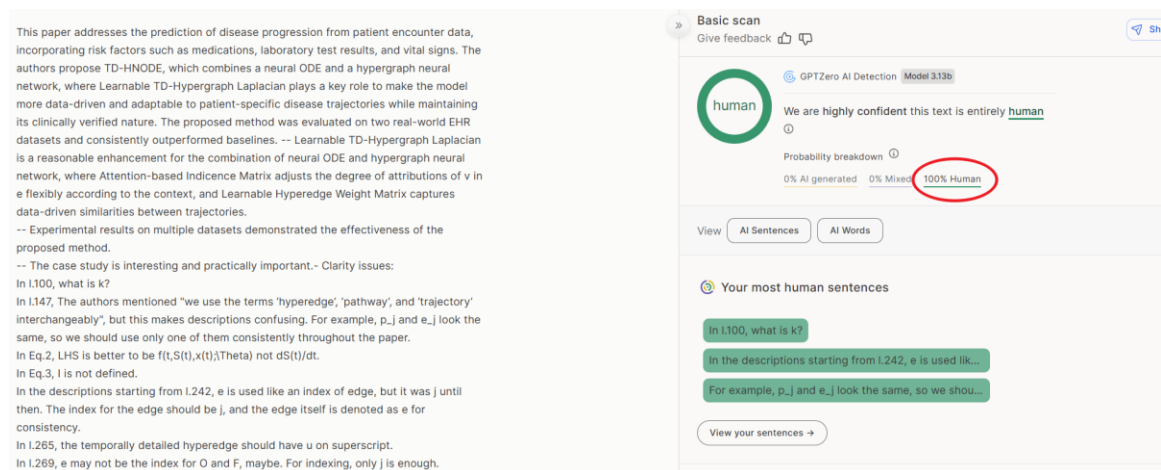 This paper addresses the prediction of disease progression from patient encounter data,
incorporating risk factors such as medications, laboratory test results, and vital signs. The
authors propose TD-HNODE, which combines a neural ODE and a hypergraph neural
network, where Learnable TD-Hypergraph Laplacian plays a key role to make the model
more data-driven and adaptable to patient-specific disease trajectories while maintaining
its clinically verified nature. The proposed method was evaluated on two real-world EHR
datasets and consistently outperformed baselines. -- Learnable TD-Hypergraph Laplacian
is a reasonable enhancement for the combination of neural ODE and hypergraph neural
network, where Attention-based Indicence Matrix adjusts the degree of attributions of v in
e flexibly according to the context, and Learnable Hyperedge Weight Matrix captures
data-driven similarities between trajectories.
-- Experimental results on multiple datasets demonstrated the effectiveness of the
proposed method.
-- The case study is interesting and practically important.- Clarity issues:
In l.100, what is k?
In l.147, The authors mentioned "we use the terms 'hyperedge', 'pathway', and 'trajectory'
interchangeably", but this makes descriptions confusing. For example, p_j and e_j look the
same, so we should use only one of them consistently throughout the paper.
In Eq.2, LHS is better to be f(t,S(t),x(t);\Theta) not dS(t)/dt.
In Eq.3, I is not defined.
In the descriptions starting from l.242, e is used like an index of edge, but it was j until
then. The index for the edge should be j, and the edge itself is denoted as e for
consistency.
In l.265, the temporally detailed hyperedge should have u on superscript.
In l.269, e may not be the index for O and F, maybe. For indexing, only j is enough.
»
Basic scan
Give feedback
Sh
human
GPTZero AI Detection Model 3.13b
We are highly confident this text is entirely human
Probability breakdown
0% AI generated 0% Mixed 100% Human
View AI Sentences AI Words
Your most human sentences
In l.100, what is k?
In the descriptions starting from l.242, e is used lik...
For example, p_j and e_j look the same, so we shou...
View your sentences →